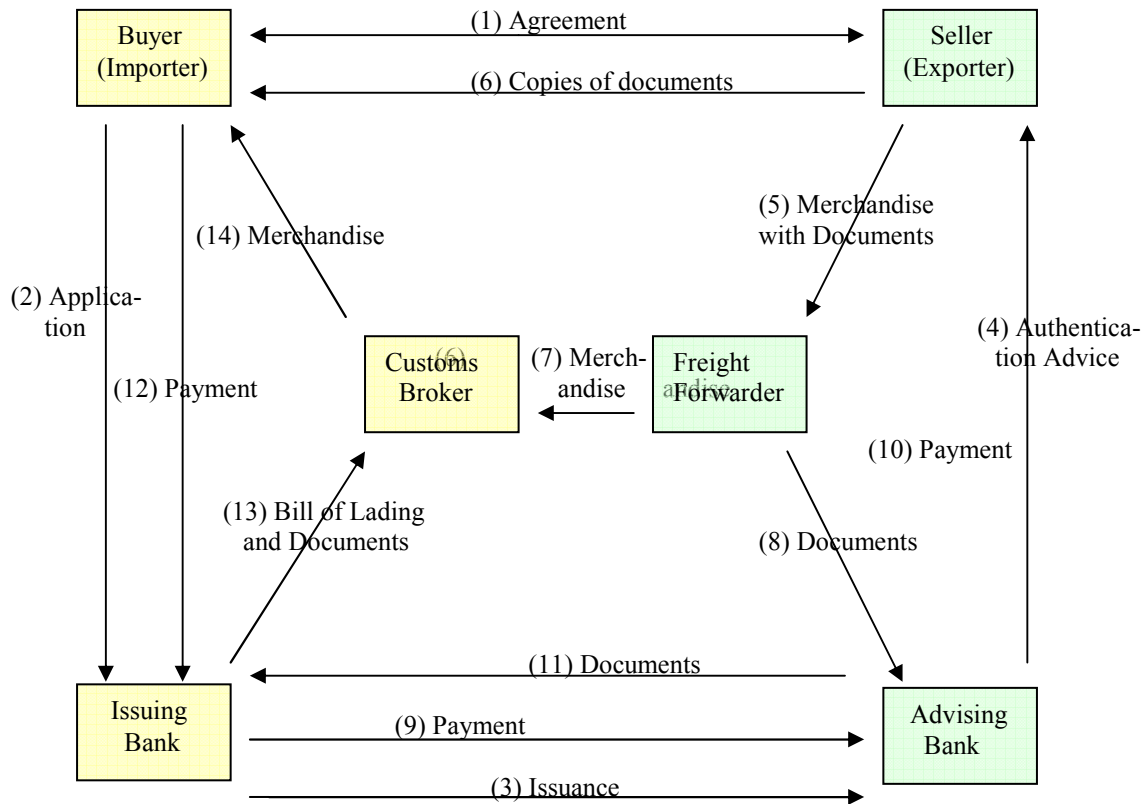 (1) Agreement
Buyer
(Importer)
Seller
(Exporter)
(6) Copies of documents
(5) Merchandise
with Documents
(14) Merchandise
(2) Applica-
tion
(4) Authentica-
tion Advice
Customs
Broker
(6)
(7) Merch-
andise
Freight
Forwarder
andise
(12) Payment
(10) Payment
(13) Bill of Lading
and Documents
(8) Documents
(11) Documents
Issuing
Bank
(9) Payment
Advising
Bank
(3) Issuance